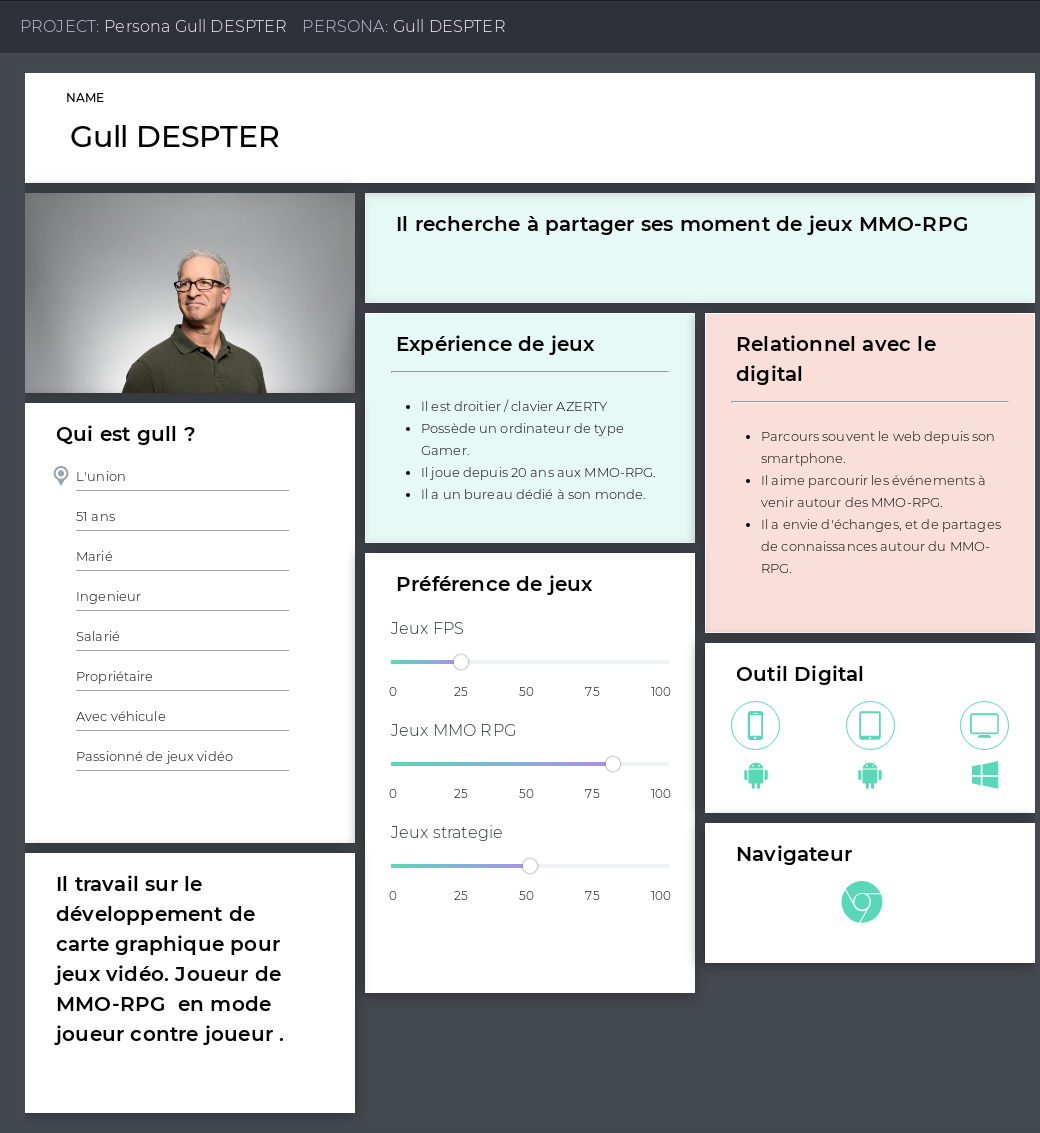 PROJECT: Persona Gull DESPTER PERSONA: Gull DESPTER
NAME
Gull DESPTER
Il recherche à partager ses moment de jeux MMO-RPG
Qui est gull ?
L'union
51 ans
Marié
Ingenieur
Salarié
Propriétaire
Avec véhicule
Passionné de jeux vidéo
Il travail sur le
développement de
carte graphique pour
jeux vidéo. Joueur de
MMO-RPG  en mode
joueur contre joueur .
Expérience de jeux
Il est droitier / clavier AZERTY
Possède un ordinateur de type
Gamer.
Il joue depuis 20 ans aux MMO-RPG.
Il a un bureau dédié à son monde.
Préférence de jeux
Jeux FPS
0 25 50 75 100
Jeux MMO RPG
0 25 50 75 100
Jeux strategie
0 25 50 75 100
Relationnel avec le
digital
Parcours souvent le web depuis son
smartphone.
Il aime parcourir les événements à
venir autour des MMO-RPG.
Il a envie d'échanges, et de partages
de connaissances autour du MMO-
RPG.
Outil Digital
Navigateur